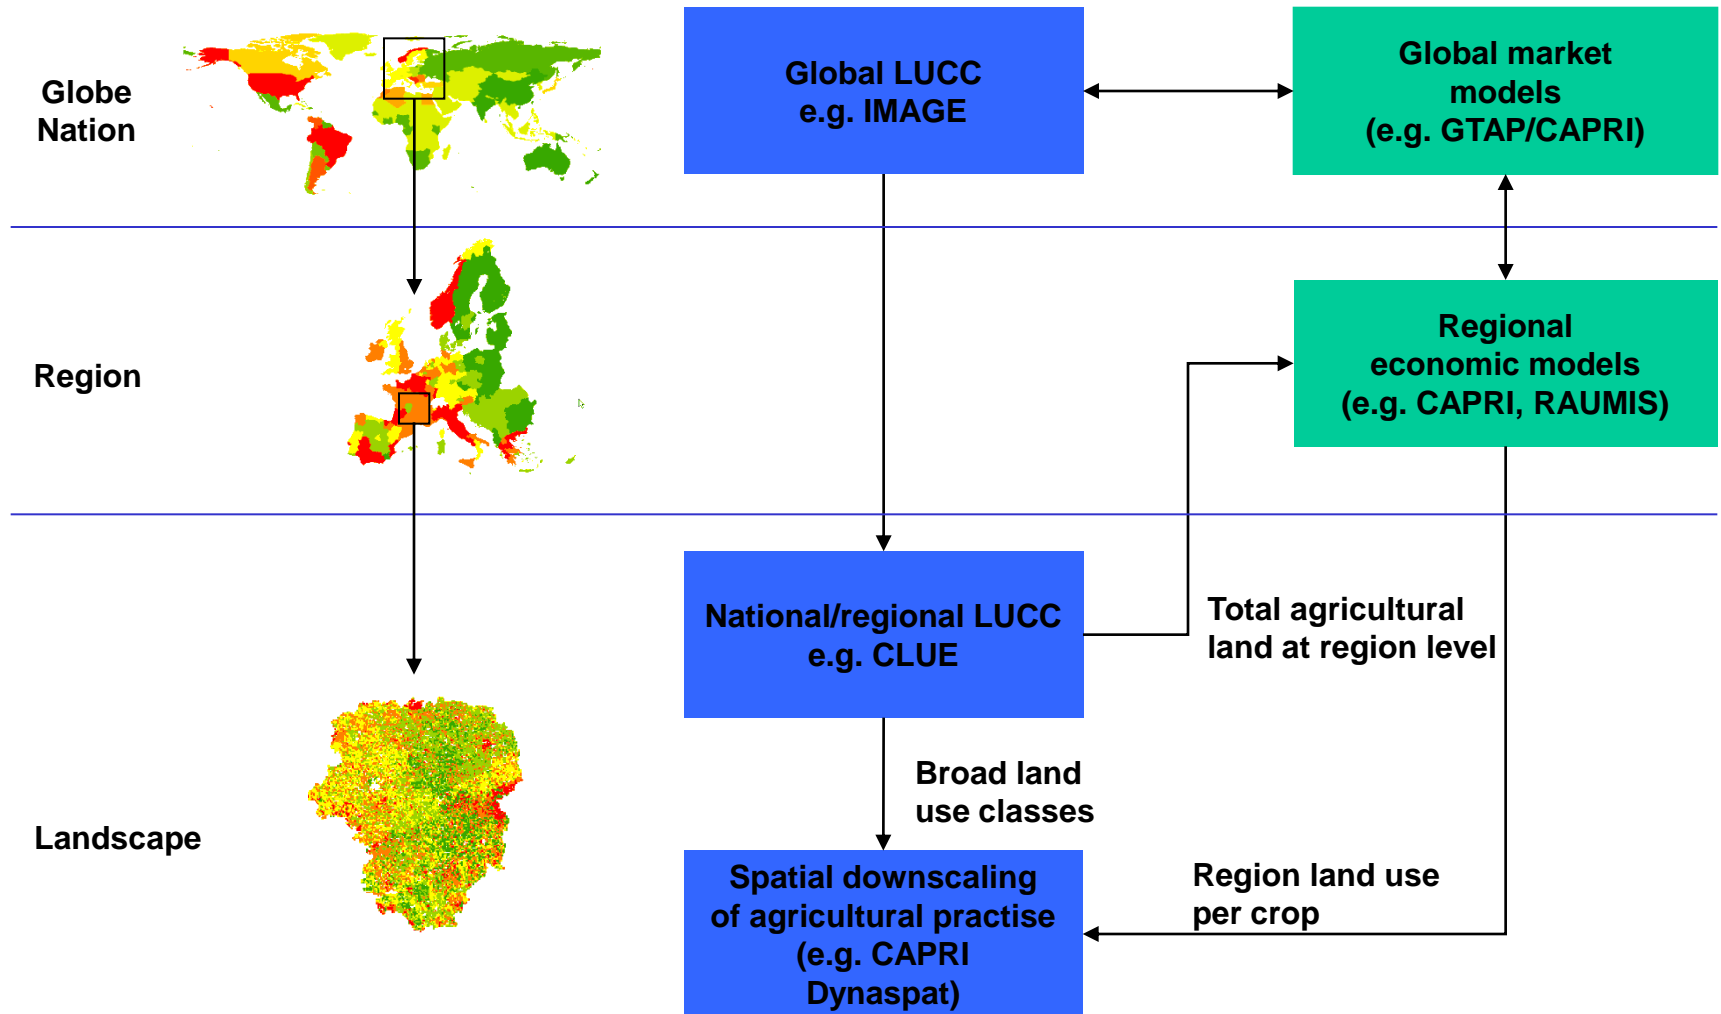 Globe
Nation
Global LUCC
e.g. IMAGE
Global market
models
(e.g. GTAP/CAPRI)
Region
Regional
economic models
(e.g. CAPRI, RAUMIS)
National/regional LUCC
e.g. CLUE
Total agricultural
land at region level
Broad land
use classes
Landscape
Spatial downscaling
of agricultural practise
(e.g. CAPRI
Dynaspat)
Region land use
per crop